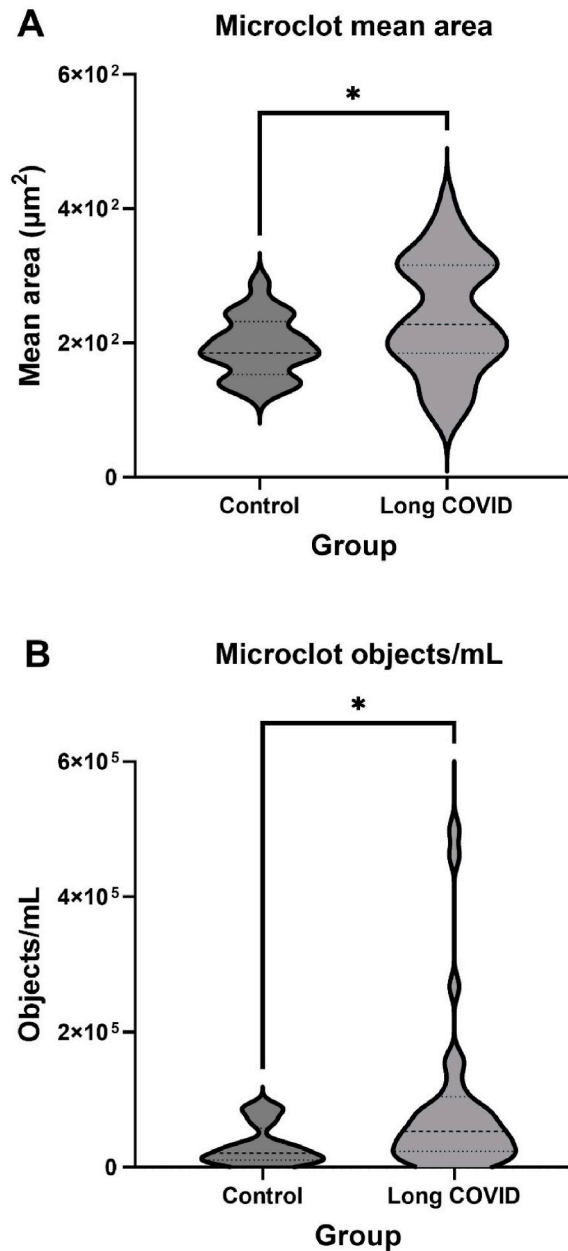 A Microclot mean area
6×10²
*
4×10²
Mean area (µm²)
2×10²
0
Control Long COVID
Group
B Microclot objects/mL
*
6×10⁵
4×10⁵
Objects/mL
2×10⁵
0
Control Long COVID
Group